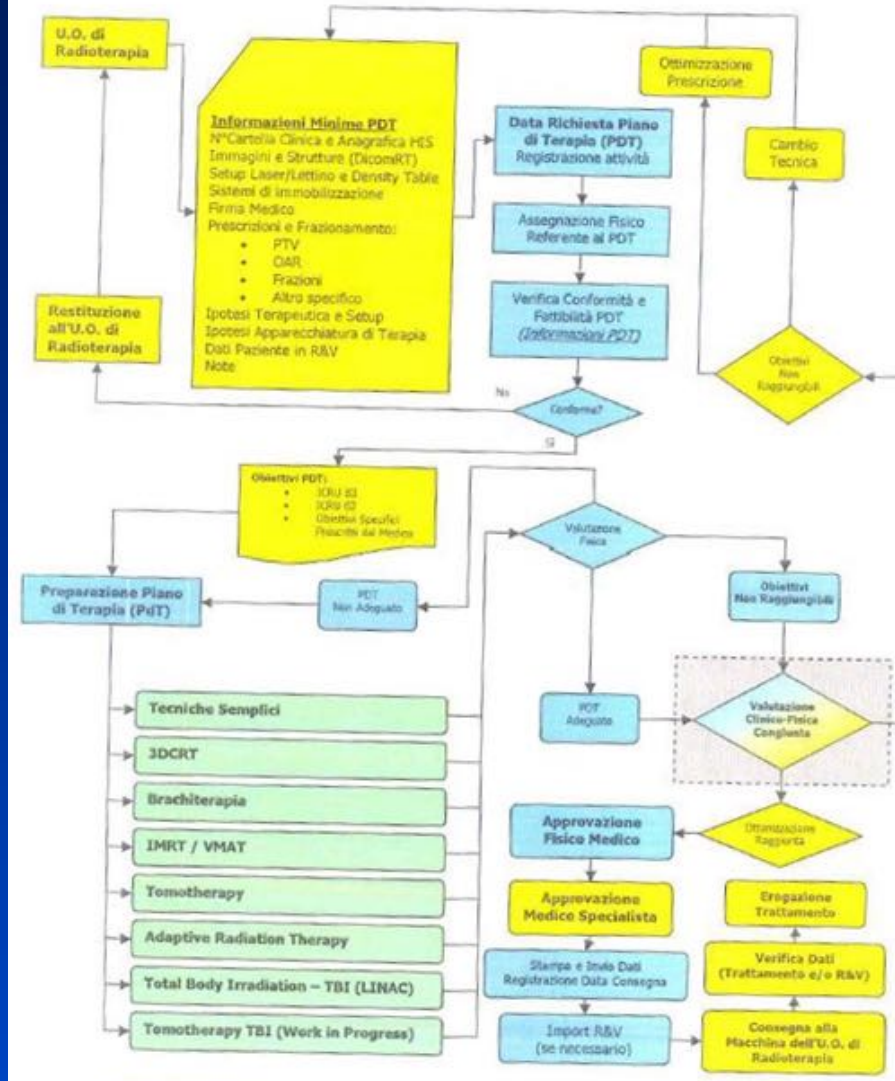 U.O. di
Radioterapia
Informazioni Minime PDT
N°Cartella Clinica e Anagrafica HIS
Immagini e Strutture (DicomRT)
Setup Laser/Lettino e Density Table
Sistemi di immobilizzazione
Firma Medico
Prescrizioni e Frazionamento:
• PTV
• OAR
• Frazioni
• Altro specifico
Ipotesi Terapeutica e Setup
Ipotesi Apparecchiatura di Terapia
Dati Paziente in R&V
Note
Data Richiesta Piano
di Terapia (PDT)
Registrazione attività
Ottimizzazione
Prescrizione
Cambio
Tecnica
Assegnazione Fisico
Referente al PDT
Verifica Conformità e
Fattibilità PDT
(Informazioni PDT)
Restituzione
all'U.O. di
Radioterapia
Obiettivi
Non
Raggiungibili
No
Conforme?
Si
Obiettivi PDT:
• ICRU
• ICRU 62
• Obiettivi Specifici
Prescritti dal Medico
Valutazione
Fisica
Preparazione Piano
di Terapia (PdT)
PDT
Non Adeguato
Obiettivi
Non Raggiungibili
PDT
Adeguato
Valutazione
Clinico-Fisica
Congiunta
Tecniche Semplici
3DCRT
Brachiterapia
IMRT / VMAT
Tomotherapy
Adaptive Radiation Therapy
Total Body Irradiation – TBI (LINAC)
Tomotherapy TBI (Work in Progress)
Approvazione
Fisico Medico
Ottimizzazione
Raggiunta
Approvazione
Medico Specialista
Erogazione
Trattamento
Stampa e Invio Dati
Registrazione Data Consegna
Verifica Dati
(Trattamento e/o R&V)
Import R&V
(se necessario)
Consegna alla
Macchina dell'U.O. di
Radioterapia